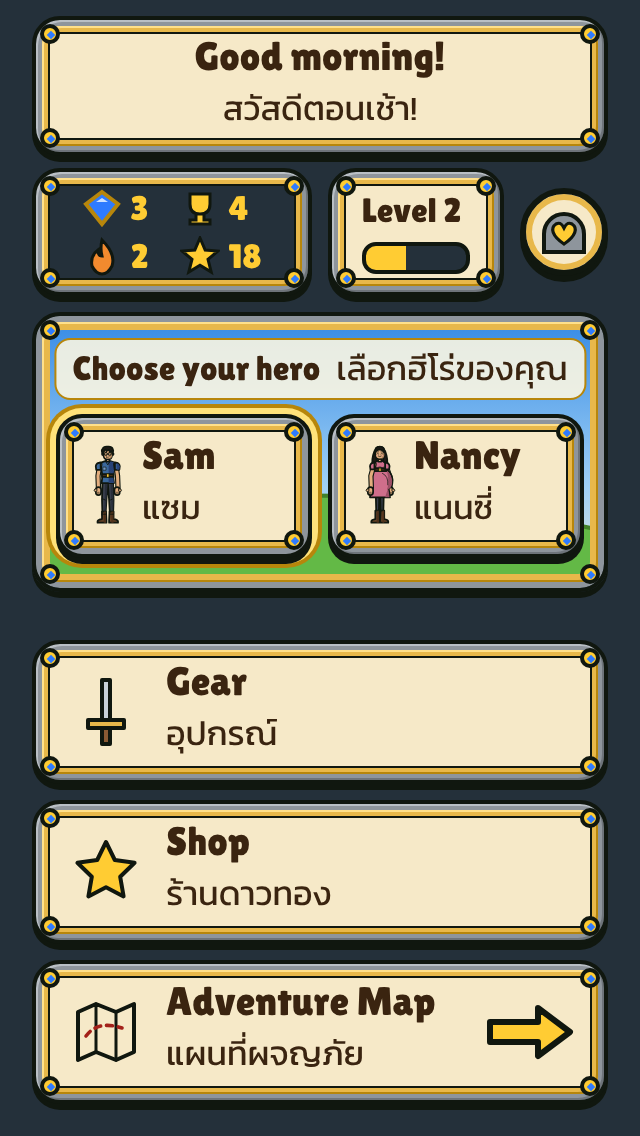 Good morning!
สวัสดีตอนเช้า!
3 4
2 18
Level 2
Choose your hero เลือกฮีโร่ของคุณ
Sam
แซม
Nancy
แนนซี่
Gear
อุปกรณ์
Shop
ร้านดาวทอง
Adventure Map
แผนที่ผจญภัย